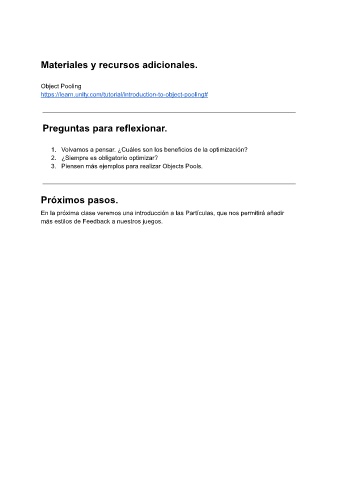 Materiales y recursos adicionales.
Object Pooling
https://learn.unity.com/tutorial/introduction-to-object-pooling#
Preguntas para reflexionar.
1. Volvamos a pensar. ¿Cuáles son los beneficios de la optimización?
2. ¿Siempre es obligatorio optimizar?
3. Piensen más ejemplos para realizar Objects Pools.
Próximos pasos.
En la próxima clase veremos una introducción a las Partículas, que nos permitirá añadir
más estilos de Feedback a nuestros juegos.